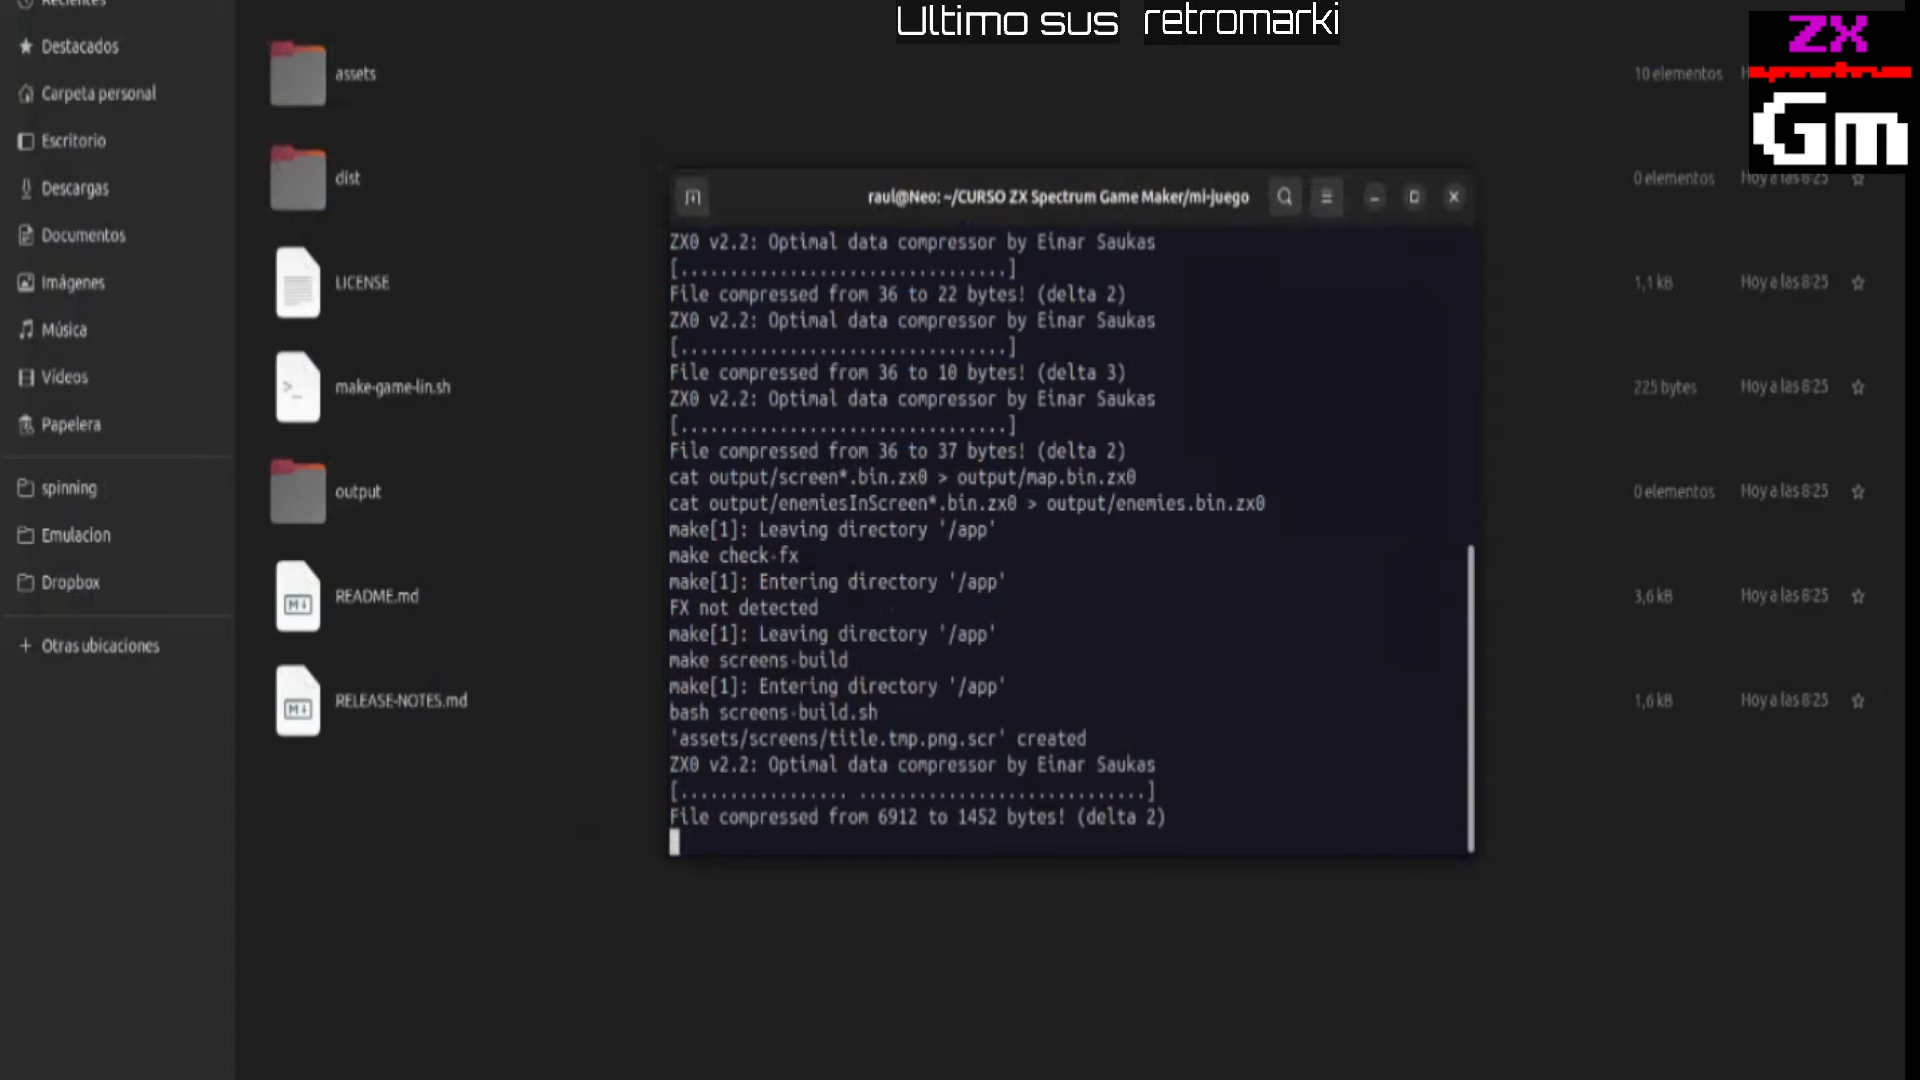 Ultimo sus retromarki
ZX
Gm
Recientes
Destacados
Carpeta personal
Escritorio
Descargas
Documentos
Imágenes
Música
Vídeos
Papelera
spinning
Emulacion
Dropbox
+ Otras ubicaciones
assets 10 elementos
dist 0 elementos Hoy a las 8:25
LICENSE 1,1 kB Hoy a las 8:25
make-game-lin.sh 225 bytes Hoy a las 8:25
output 0 elementos Hoy a las 8:25
README.md 3,6 kB Hoy a las 8:25
RELEASE-NOTES.md 1,6 kB Hoy a las 8:25
raul@Neo: ~/CURSO ZX Spectrum Game Maker/mi-juego
ZX0 v2.2: Optimal data compressor by Einar Saukas
[.................................]
File compressed from 36 to 22 bytes! (delta 2)
ZX0 v2.2: Optimal data compressor by Einar Saukas
[.................................]
File compressed from 36 to 10 bytes! (delta 3)
ZX0 v2.2: Optimal data compressor by Einar Saukas
[.................................]
File compressed from 36 to 37 bytes! (delta 2)
cat output/screen*.bin.zx0 > output/map.bin.zx0
cat output/enemiesInScreen*.bin.zx0 > output/enemies.bin.zx0
make[1]: Leaving directory '/app'
make check-fx
make[1]: Entering directory '/app'
FX not detected
make[1]: Leaving directory '/app'
make screens-build
make[1]: Entering directory '/app'
bash screens-build.sh
'assets/screens/title.tmp.png.scr' created
ZX0 v2.2: Optimal data compressor by Einar Saukas
[................. .............................]
File compressed from 6912 to 1452 bytes! (delta 2)